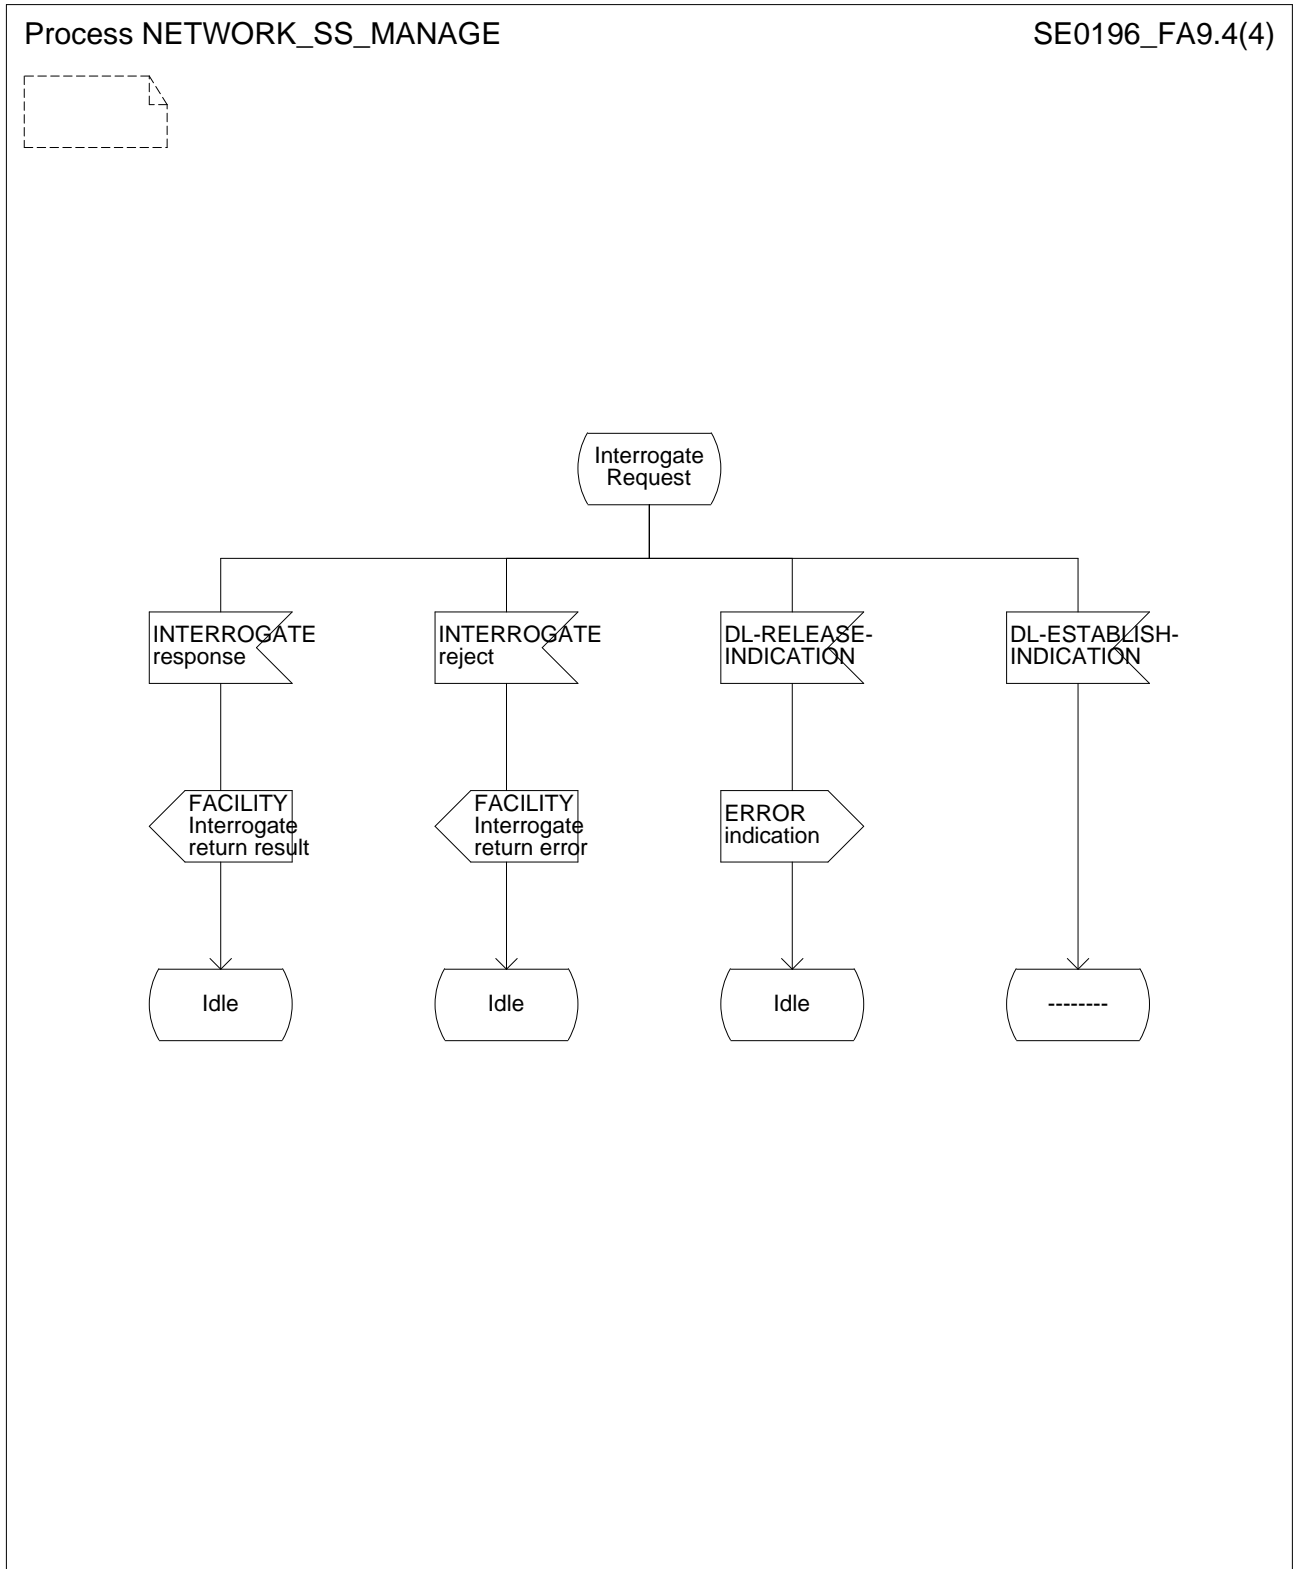 Process NETWORK_SS_MANAGE
SE0196_FA9.4(4)
Interrogate
Request
INTERROGATE
response
INTERROGATE
reject
DL-RELEASE-
INDICATION
DL-ESTABLISH-
INDICATION
FACILITY
Interrogate
return result
FACILITY
Interrogate
return error
ERROR
indication
Idle
Idle
Idle
--------